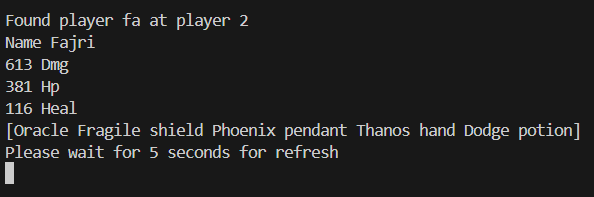 Found player fa at player 2
Name Fajri
613 Dmg
381 Hp
116 Heal
[Oracle Fragile shield Phoenix pendant Thanos hand Dodge potion]
Please wait for 5 seconds for refresh